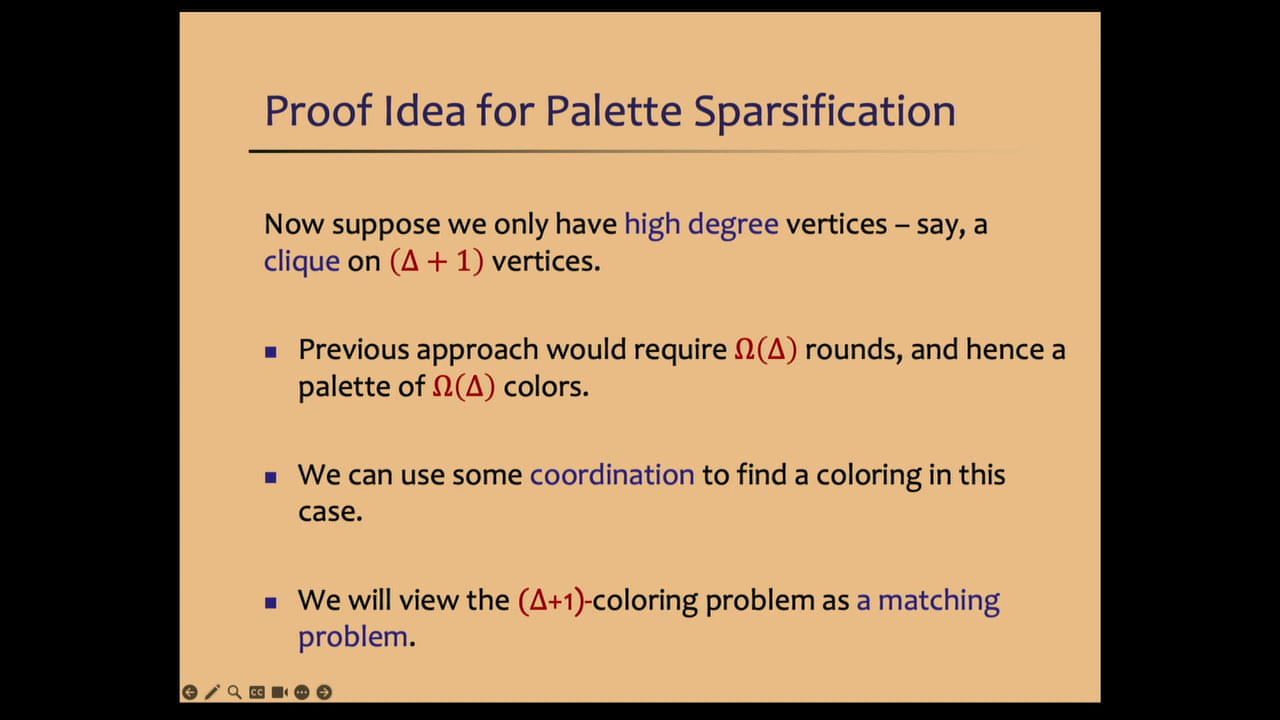 Proof Idea for Palette Sparsification
Now suppose we only have high degree vertices – say, a
clique on (Δ + 1) vertices.
▪ Previous approach would require Ω(Δ) rounds, and hence a
palette of Ω(Δ) colors.
▪ We can use some coordination to find a coloring in this
case.
▪ We will view the (Δ+1)-coloring problem as a matching
problem.
CC